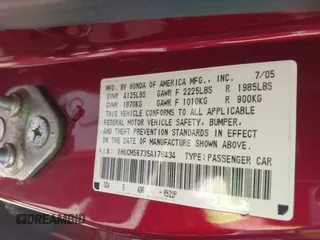 MFD. BY HONDA OF AMERICA MFG., INC. 7/05
GVWR 4125LBS GAWR F 2225LBS R 1985LBS
GVWR 1870KG GAWR F 1010KG R 900KG
THIS VEHICLE CONFORMS TO ALL APPLICABLE
FEDERAL MOTOR VEHICLE SAFETY, BUMPER,
AND THEFT PREVENTION STANDARDS IN EFFECT
ON THE DATE OF MANUFACTURE SHOWN ABOVE.
V.I.N. 1HGCM56735A176434 TYPE: PASSENGER CAR